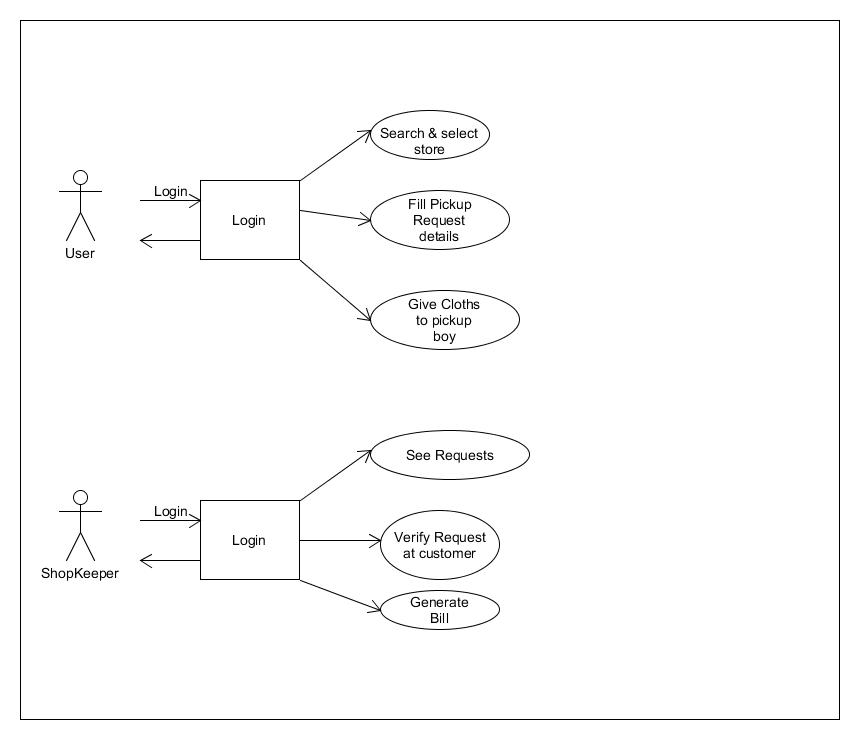 Search & select
store
Login
Login
Fill Pickup
Request
details
User
Give Cloths
to pickup
boy
See Requests
Login
Login
Verify Request
at customer
ShopKeeper
Generate
Bill